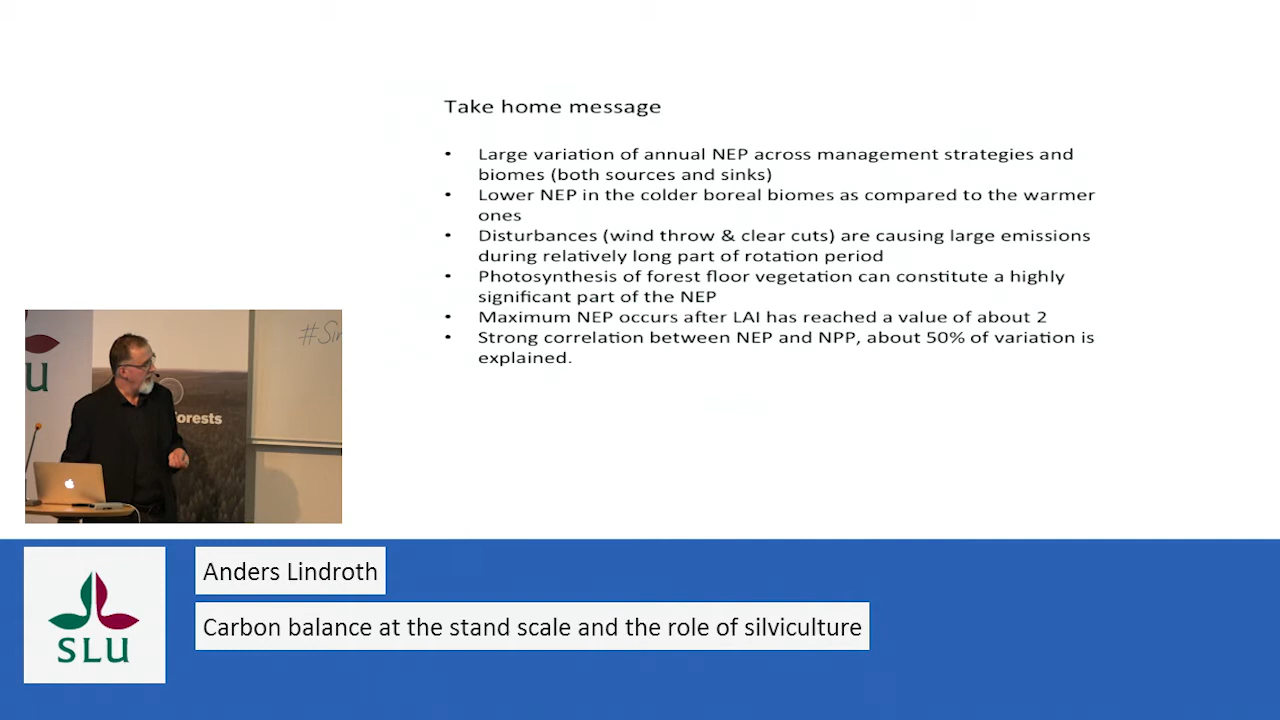 Take home message
• Large variation of annual NEP across management strategies and
biomes (both sources and sinks)
• Lower NEP in the colder boreal biomes as compared to the warmer
ones
• Disturbances (wind throw & clear cuts) are causing large emissions
during relatively long part of rotation period
• Photosynthesis of forest floor vegetation can constitute a highly
significant part of the NEP
• Maximum NEP occurs after LAI has reached a value of about 2
• Strong correlation between NEP and NPP, about 50% of variation is
explained.
Anders Lindroth
Carbon balance at the stand scale and the role of silviculture
SLU